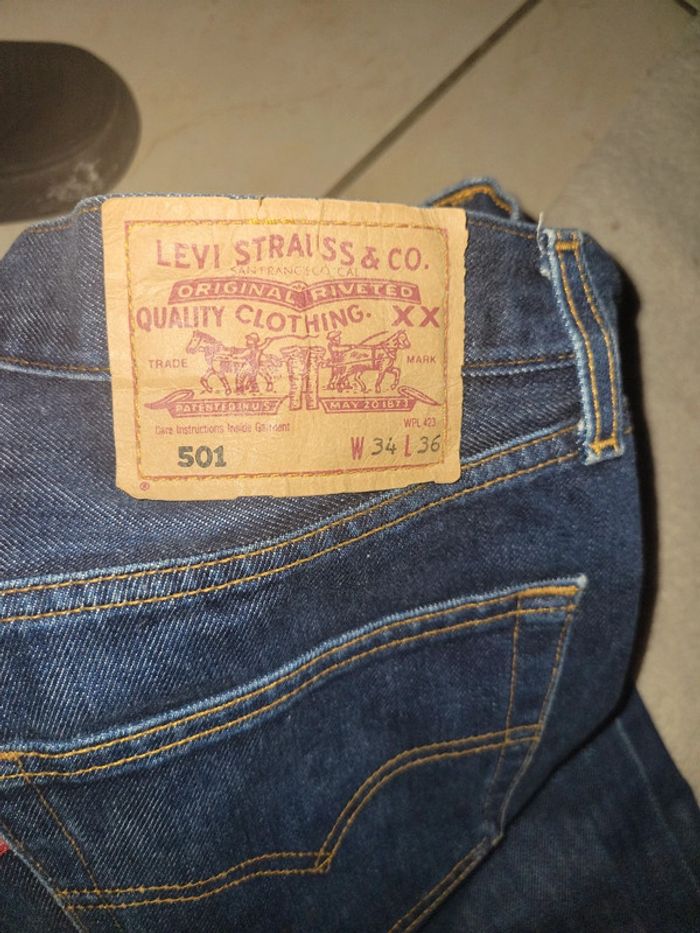 LEVI STRAUSS & CO.
SAN FRANCISCO CAL
ORIGINAL RIVETED
QUALITY CLOTHING. XX
TRADE MARK
PATENTED IN U.S. MAY 20 1873
WPL 423
Care Instructions Inside Garment
501 W 34 L 36
®